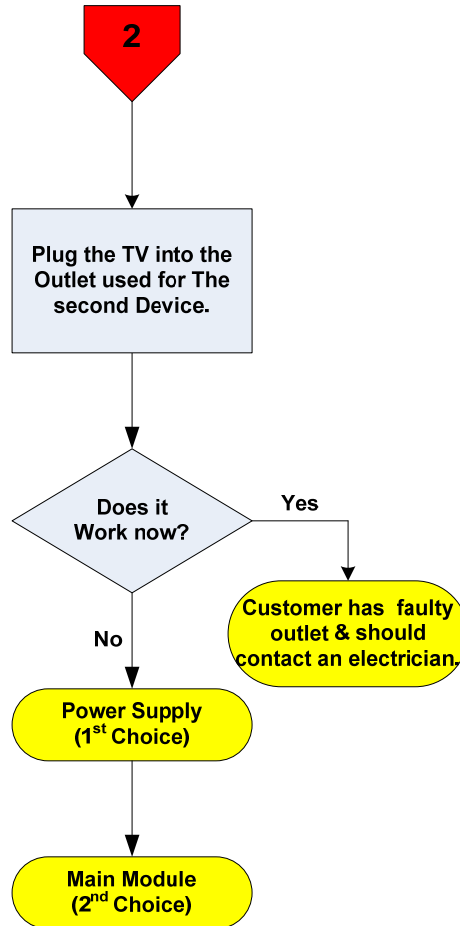 2
Plug the TV into the
Outlet used for The
second Device.
Does it
Work now?
Yes
Customer has faulty
outlet & should
contact an electrician.
No
Power Supply
(1st Choice)
Main Module
(2nd Choice)